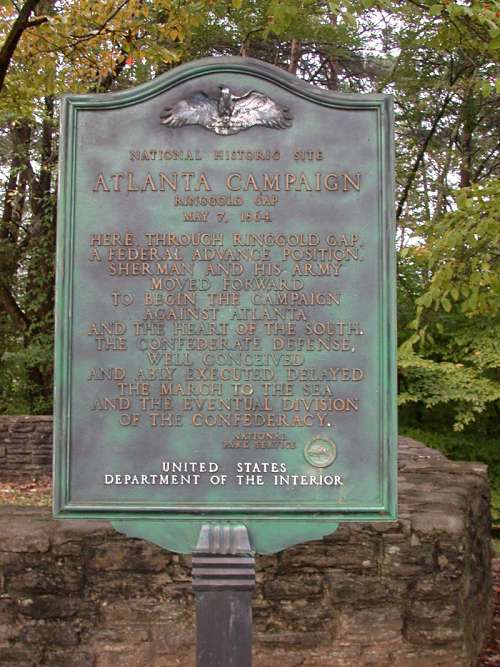 NATIONAL HISTORIC SITE
ATLANTA CAMPAIGN
RINGGOLD GAP
MAY 7, 1864.
HERE, THROUGH RINGGOLD GAP,
A FEDERAL ADVANCE POSITION,
SHERMAN AND HIS ARMY
MOVED FORWARD
TO BEGIN THE CAMPAIGN
AGAINST ATLANTA
AND THE HEART OF THE SOUTH.
THE CONFEDERATE DEFENSE,
WELL CONCEIVED
AND ABLY EXECUTED, DELAYED
THE MARCH TO THE SEA
AND THE EVENTUAL DIVISION
OF THE CONFEDERACY.
NATIONAL
PARK SERVICE
UNITED STATES
DEPARTMENT OF THE INTERIOR